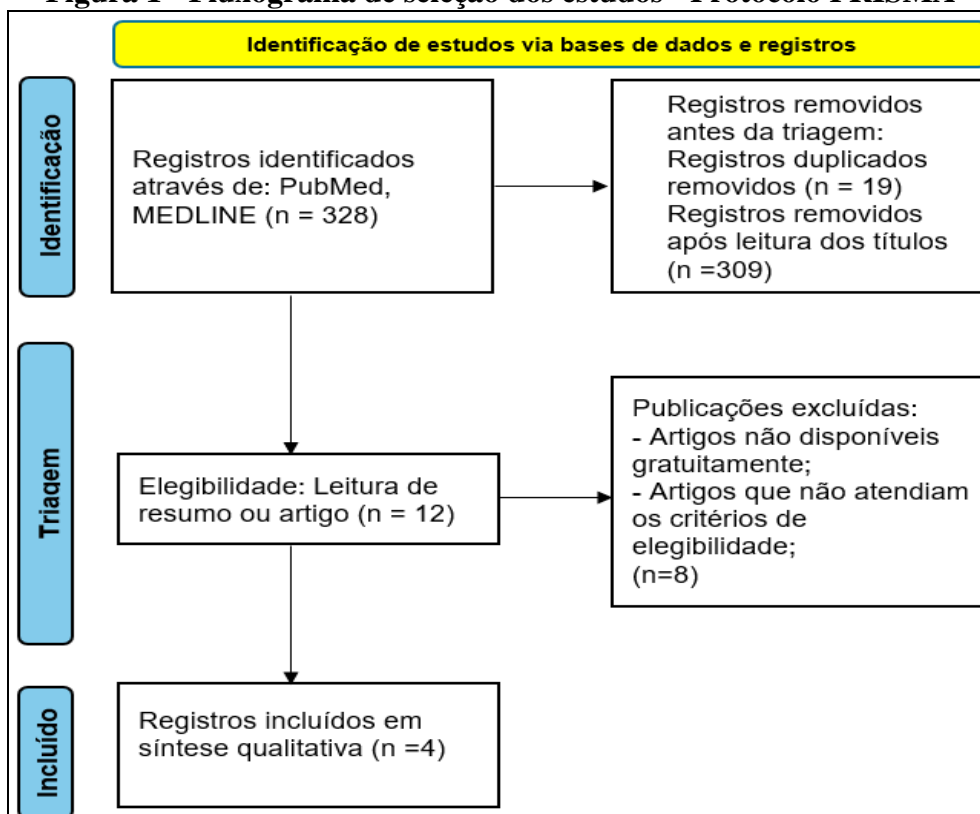 Identificação de estudos via bases de dados e registros
Identificação
Registros identificados
através de: PubMed,
MEDLINE (n = 328)
Registros removidos
antes da triagem:
Registros duplicados
removidos (n = 19)
Registros removidos
após leitura dos títulos
(n =309)
Triagem
Elegibilidade: Leitura de
resumo ou artigo (n = 12)
Publicações excluídas:
- Artigos não disponíveis
gratuitamente;
- Artigos que não atendiam
os critérios de
elegibilidade;
(n=8)
Incluído
Registros incluídos em
síntese qualitativa (n =4)